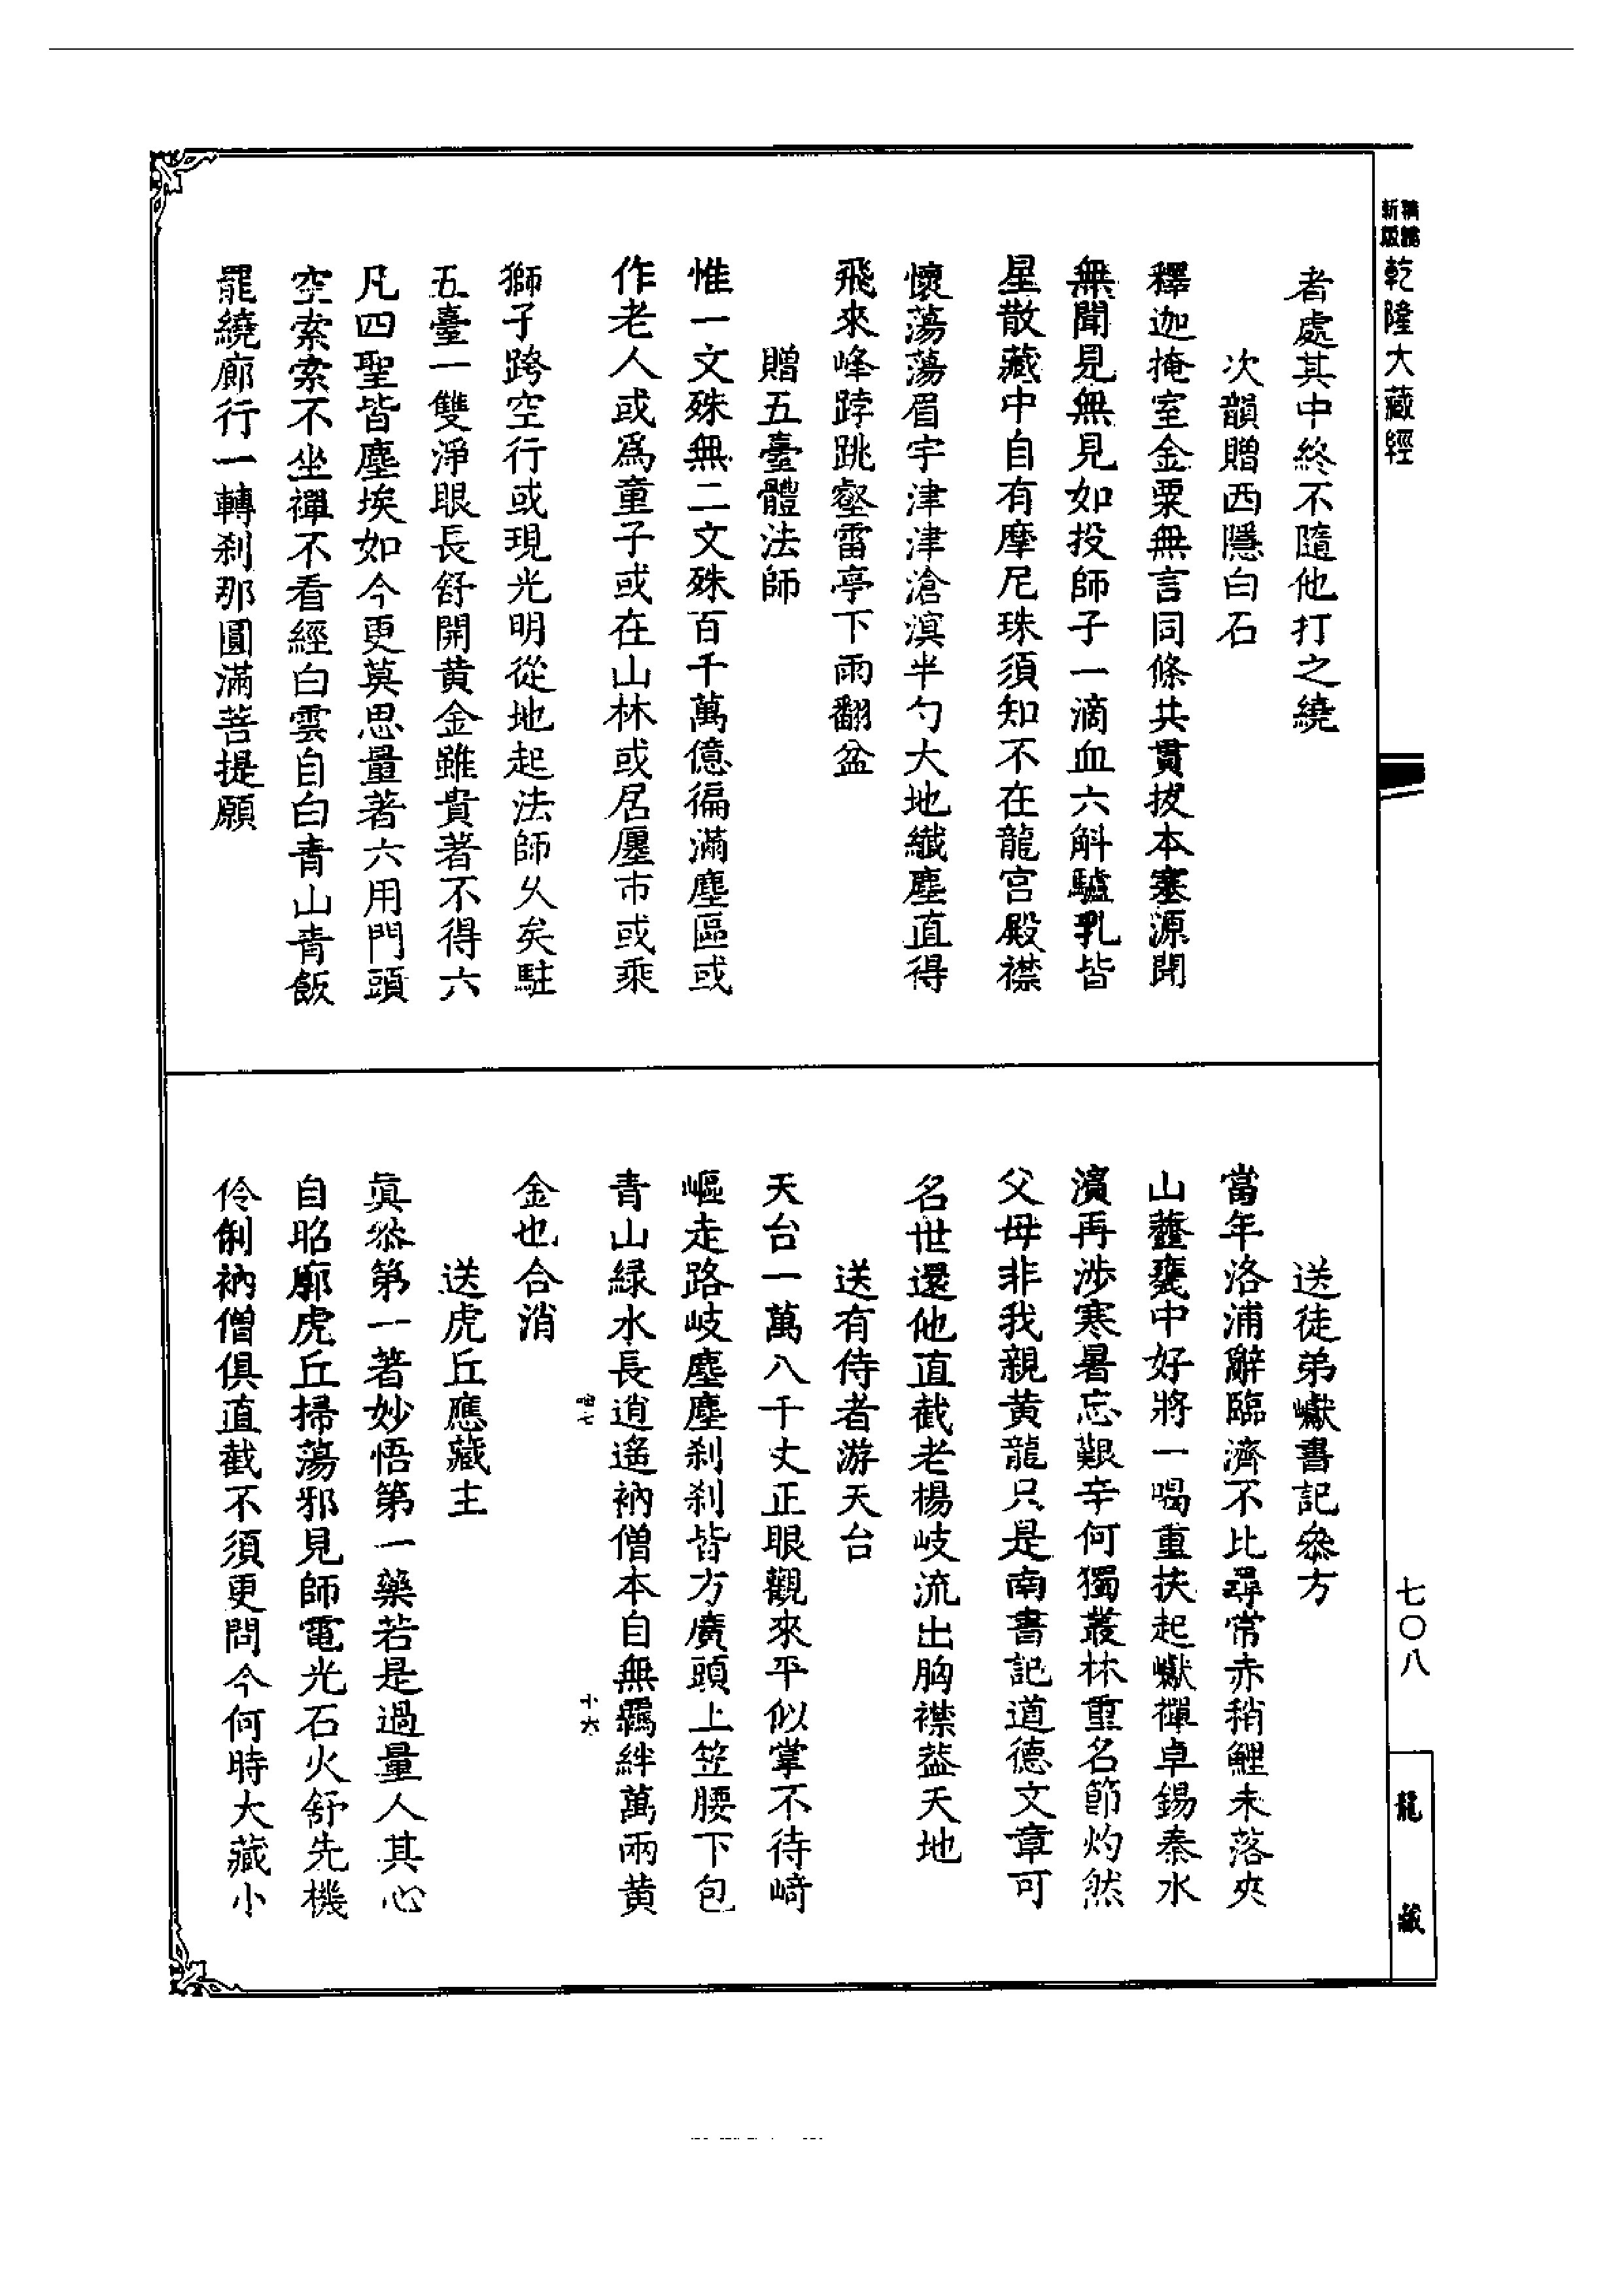 新版精縮
乾隆大藏經
者處其中終不隨他打之繞
次韻贈西隱白石
釋迦掩室金粟無言同條共貫拔本塞源聞
無聞見無見如投師子一滴血六斛驢乳皆
星散藏中自有摩尼珠須知不在龍宮殿襟
懷蕩蕩眉宇津津滄溟半勺大地纖塵直得
飛來峰踍跳壑雷亭下雨翻盆
贈五臺體法師
惟一文殊無二文殊百千萬億徧滿塵區或
作老人或爲童子或在山林或居廛市或乘
獅子跨空行或現光明從地起法師乆矣駐
五臺一雙淨眼長舒開黄金雖貴著不得六
凡四聖皆塵埃如今更莫思量著六用門頭
空索索不坐禪不看經白雲自白青山青飯
罷繞廊行一轉刹那圓滿菩提願
送徒弟巘書記叅方
當年洛浦辭臨濟不比尋常赤稍鯉未落夾
山虀甕中好將一喝重扶起巘禪卓錫秦水
濱再涉寒暑忘艱辛何獨叢林重名節灼然
父母非我親黄龍只是南書記道德文章可
名世還他直截老楊岐流出胸襟葢天地
送有侍者游天台
天台一萬八千丈正眼觀來平似掌不待崎
嶇走路岐塵塵刹刹皆方廣頭上笠腰下包
青山緑水長逍遙衲僧本自無羈絆萬兩黄
七
十六
金也合消
送虎丘應藏主
眞叅第一著妙悟第一藥若是過量人其心
自昭廓虎丘掃蕩邪見師電光石火舒先機
伶俐衲僧俱直截不須更問今何時大藏小
七〇八
龍藏